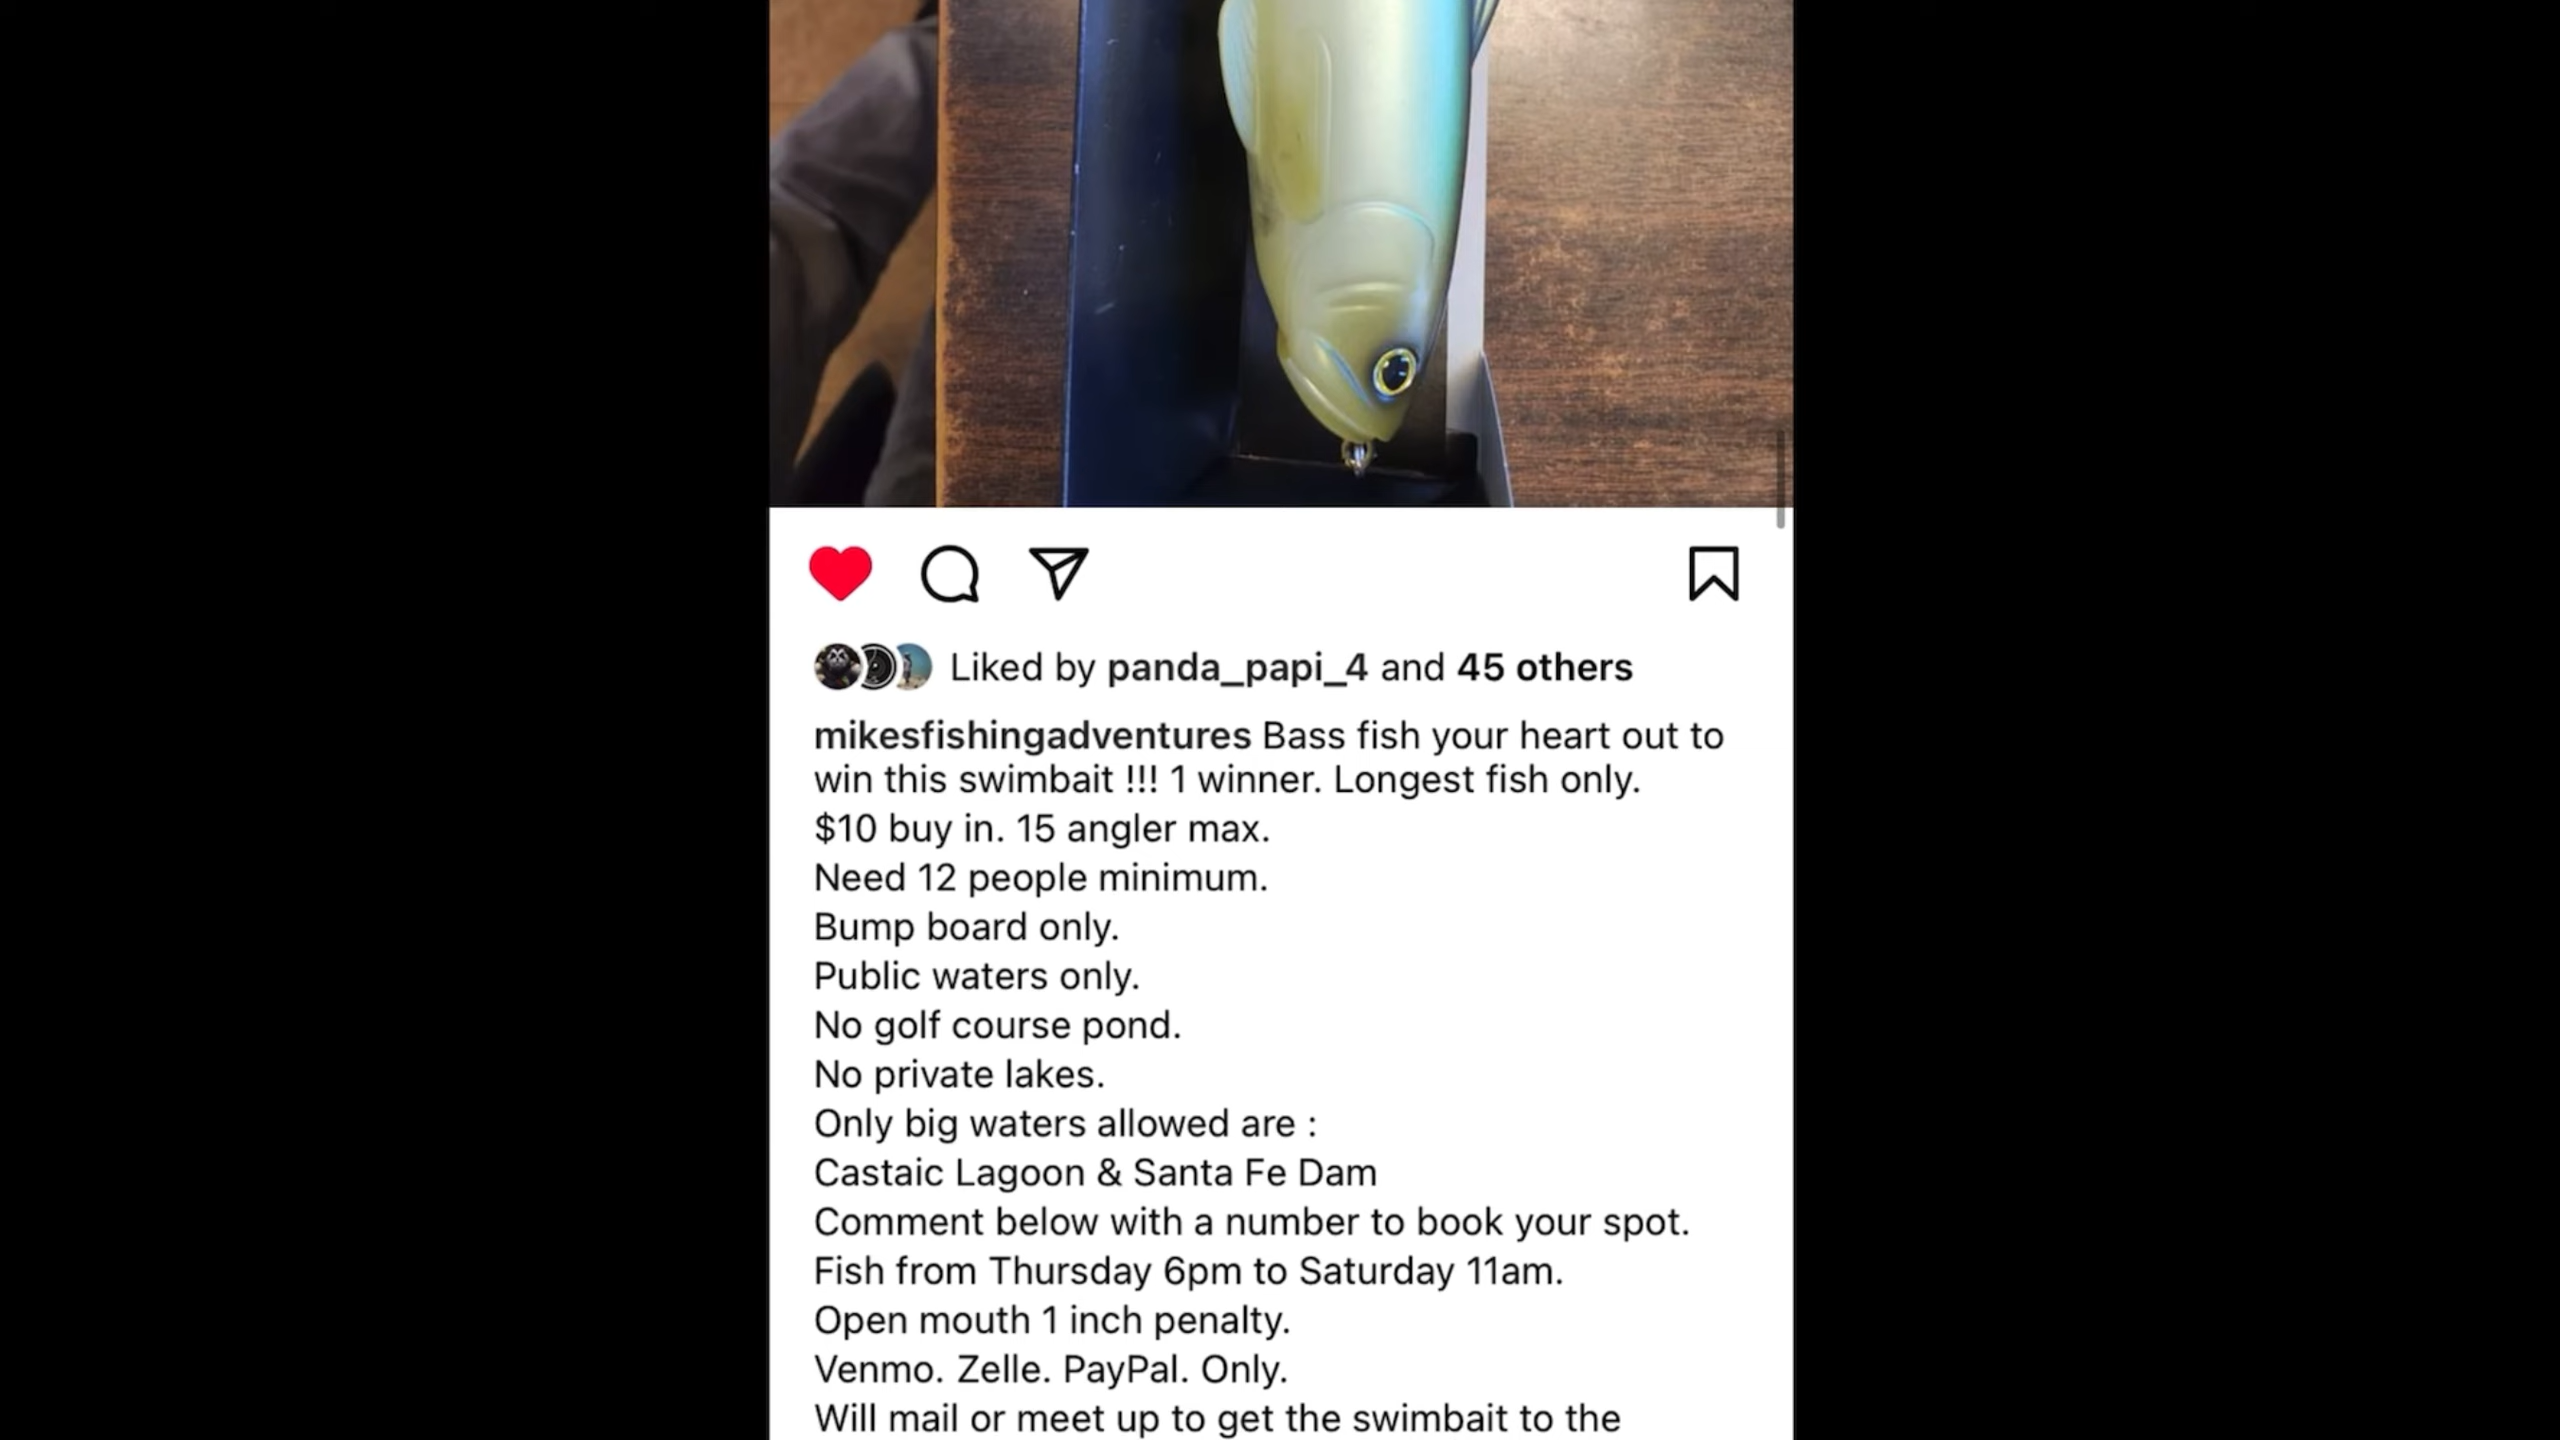 Liked by panda_papi_4 and 45 others
mikesfishingadventures Bass fish your heart out to
win this swimbait !!! 1 winner. Longest fish only.
$10 buy in. 15 angler max.
Need 12 people minimum.
Bump board only.
Public waters only.
No golf course pond.
No private lakes.
Only big waters allowed are :
Castaic Lagoon & Santa Fe Dam
Comment below with a number to book your spot.
Fish from Thursday 6pm to Saturday 11am.
Open mouth 1 inch penalty.
Venmo. Zelle. PayPal. Only.
Will mail or meet up to get the swimbait to the